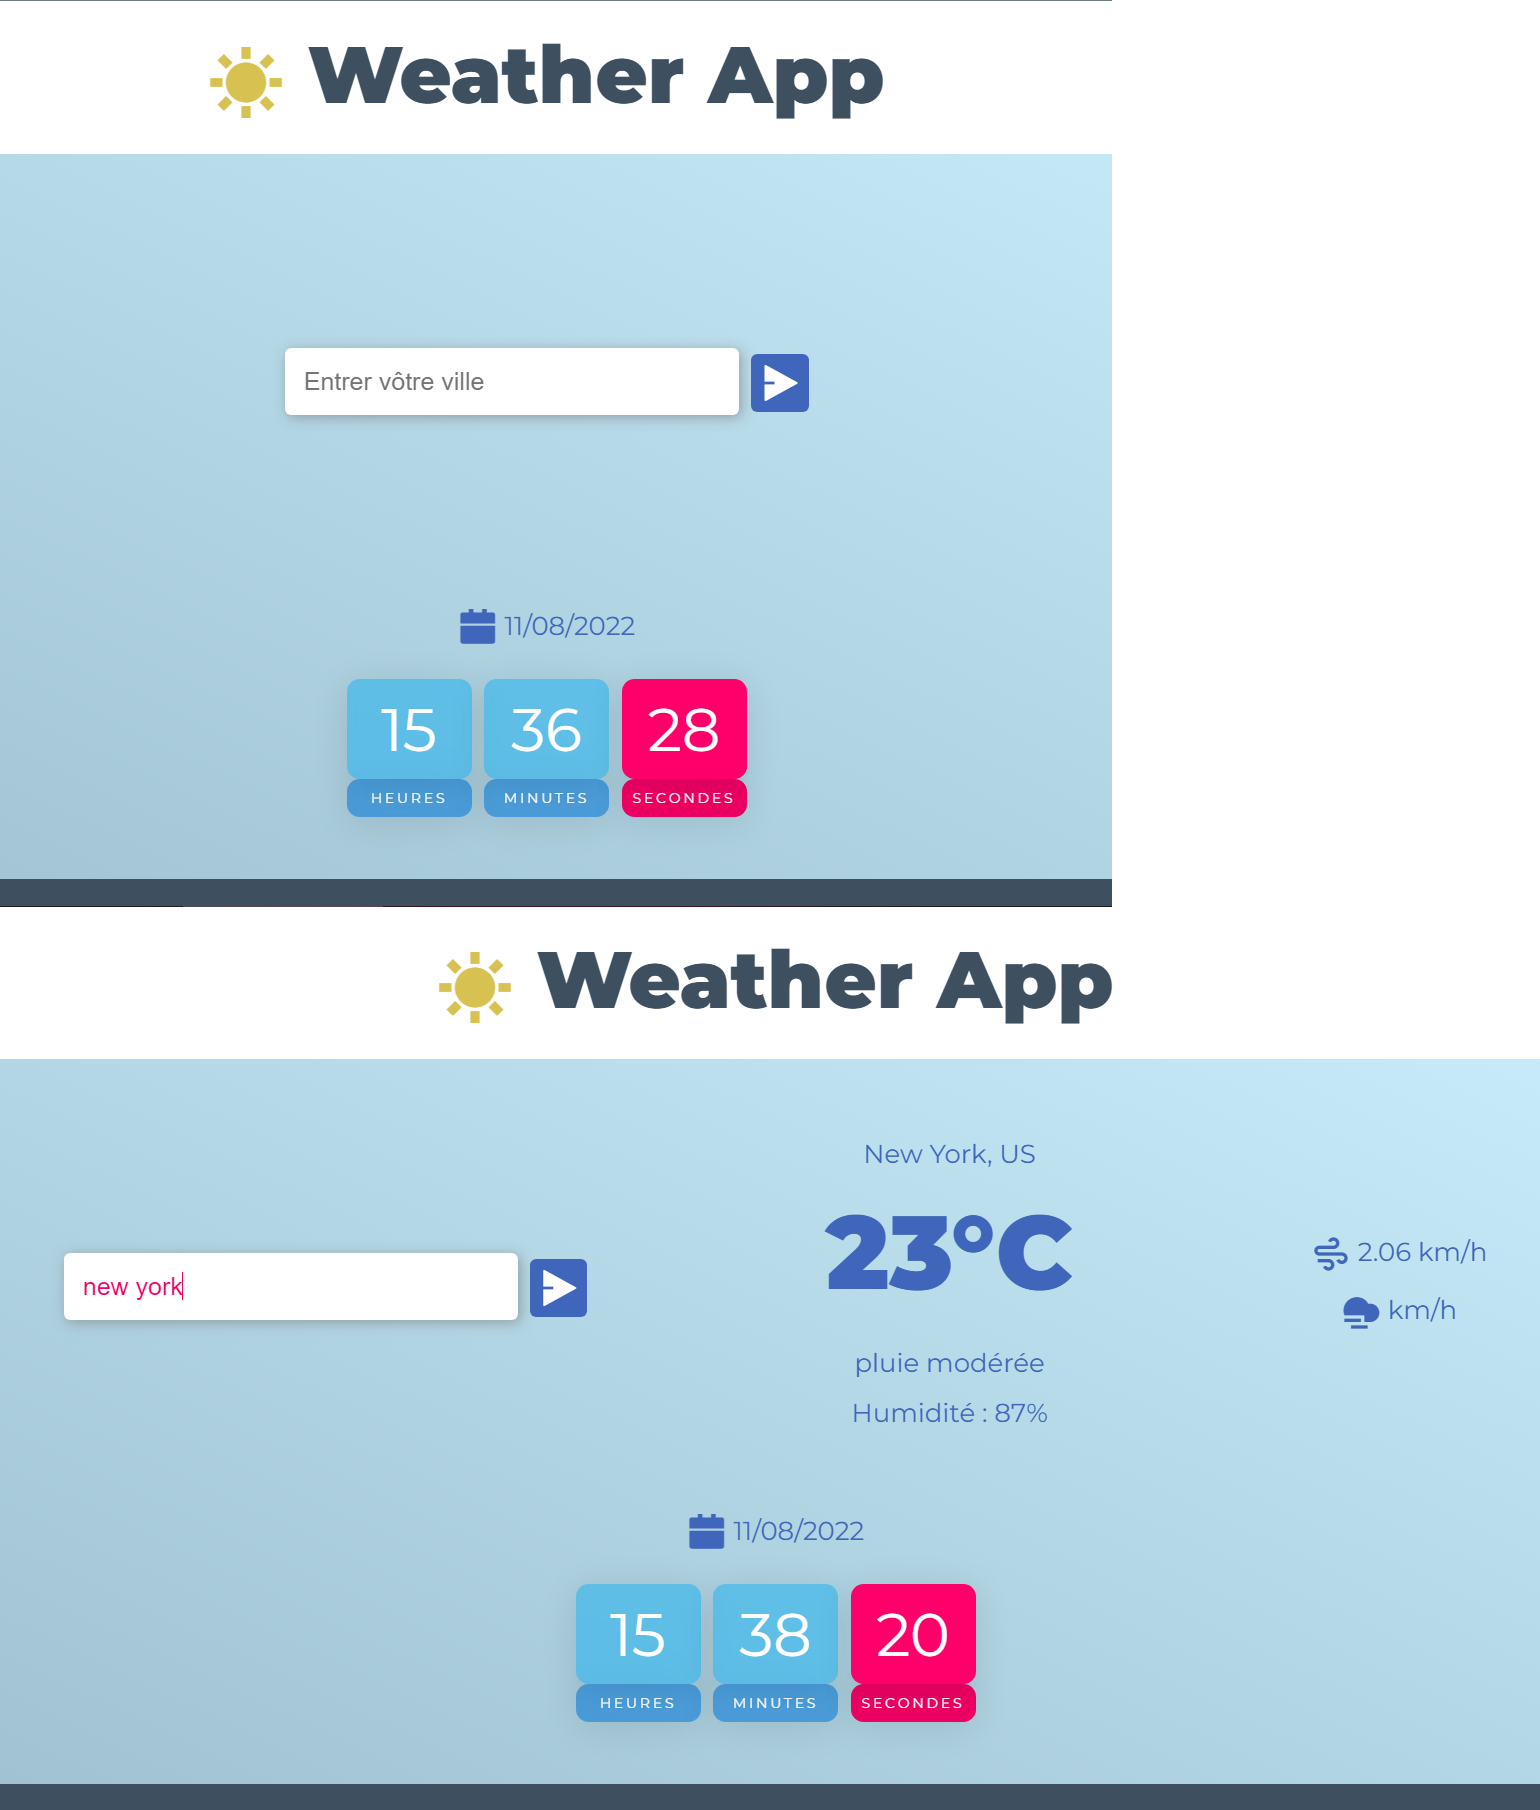 Weather App
Entrer vôtre ville
11/08/2022
15 36 28
HEURES MINUTES SECONDES
Weather App
New York, US
23°C
2.06 km/h
new york
km/h
pluie modérée
Humidité : 87%
11/08/2022
15 38 20
HEURES MINUTES SECONDES